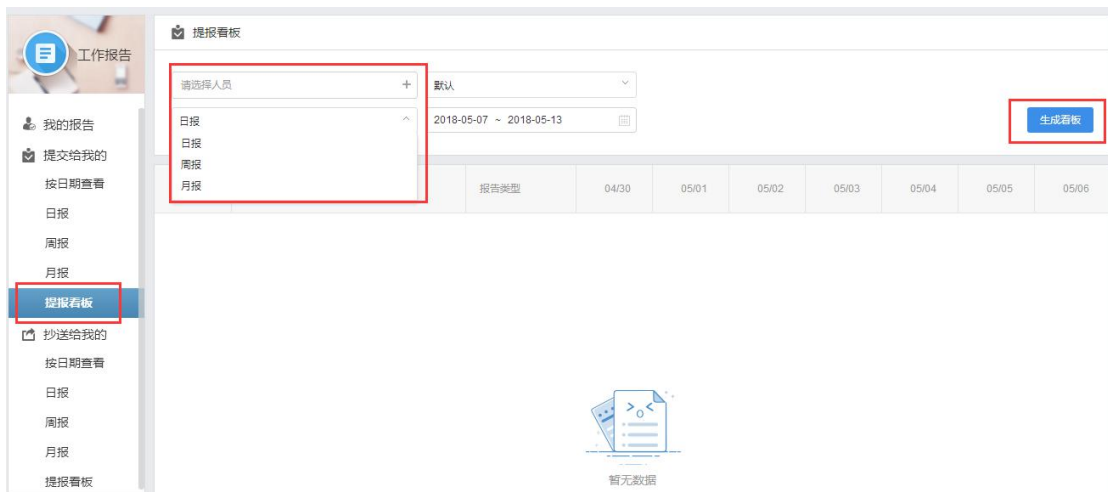 工作报告
我的报告
提交给我的
按日期查看
日报
周报
月报
提报看板
抄送给我的
按日期查看
日报
周报
月报
提报看板
提报看板
请选择人员 +
默认
日报
2018-05-07 ~ 2018-05-13
生成看板
日报
周报
月报
报告类型 04/30 05/01 05/02 05/03 05/04 05/05 05/06
暂无数据